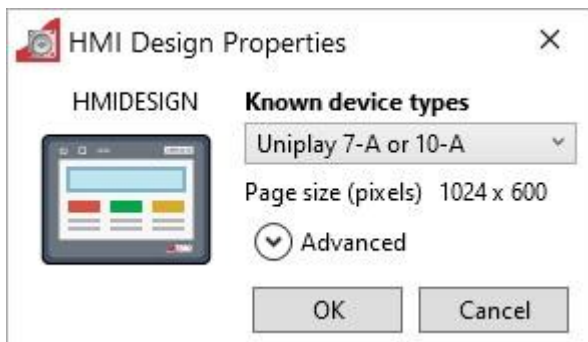 HMI Design Properties
HMIDESIGN
Known device types
Uniplay 7-A or 10-A
Page size (pixels) 1024 x 600
Advanced
OK
Cancel